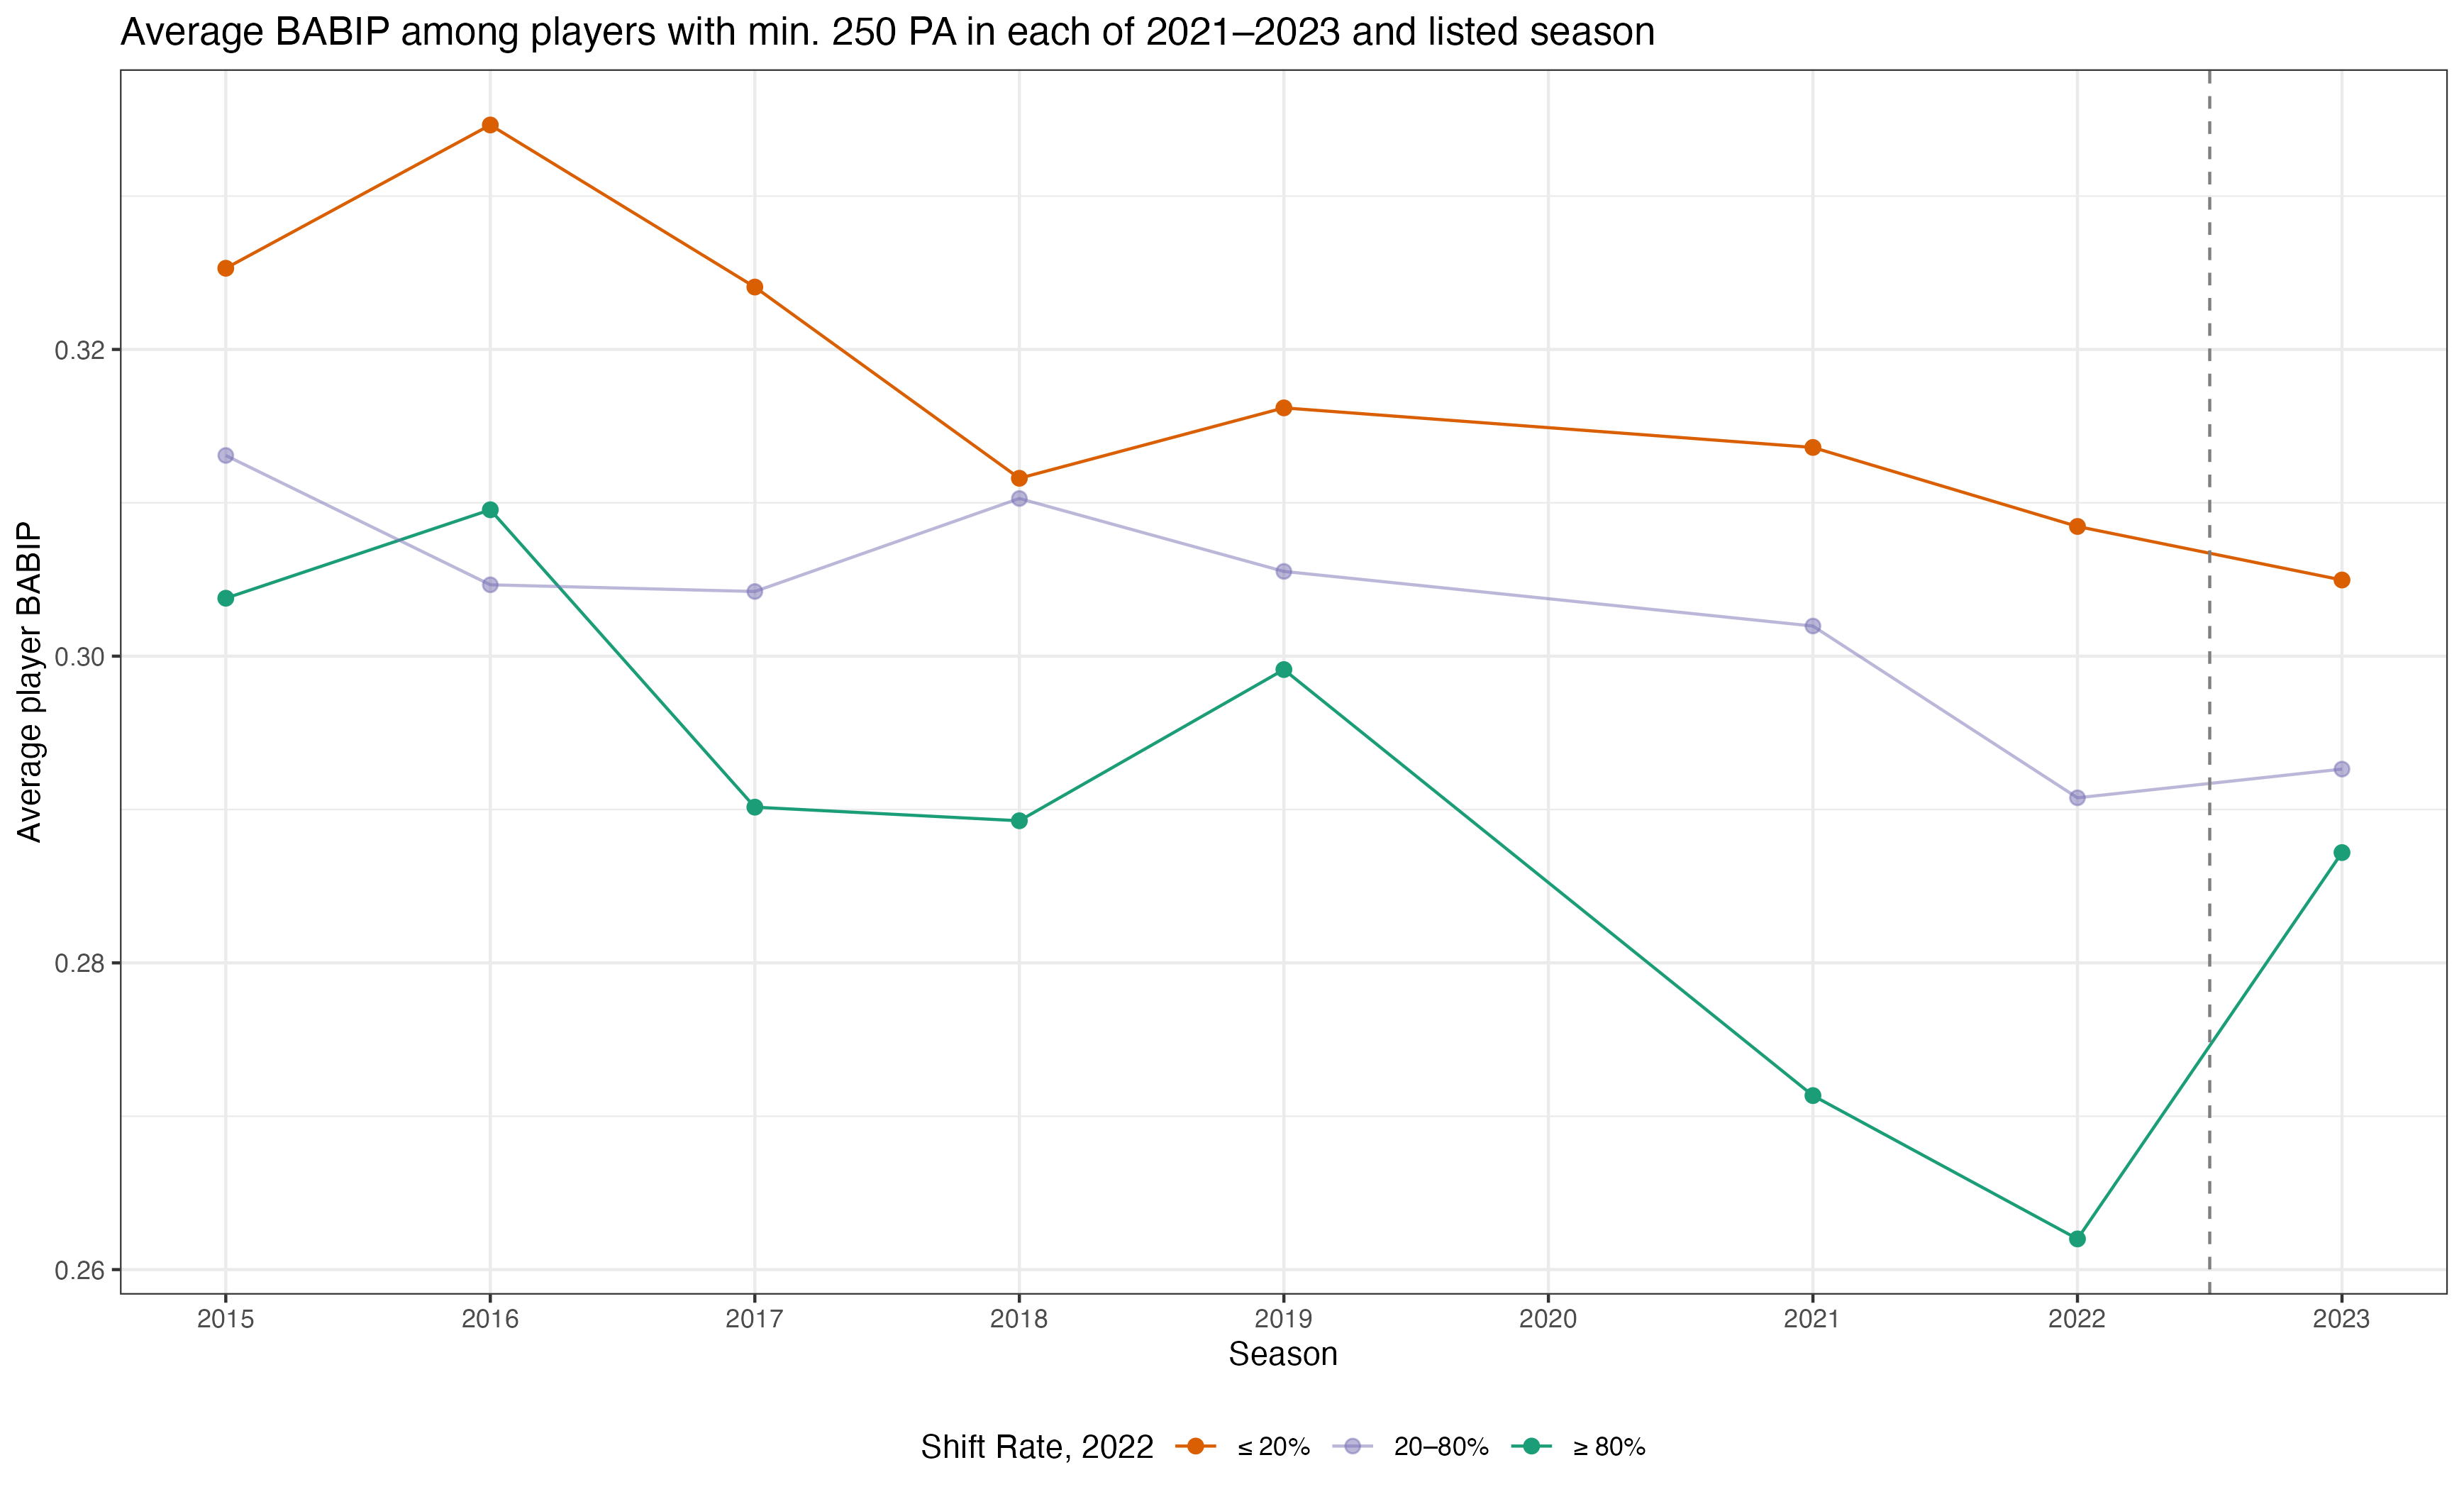 Average BABIP among players with min. 250 PA in each of 2021–2023 and listed season
Average player BABIP
0.32
0.30
0.28
0.26
2015 2016 2017 2018 2019 2020 2021 2022 2023
Season
Shift Rate, 2022 ≤ 20% 20–80% ≥ 80%